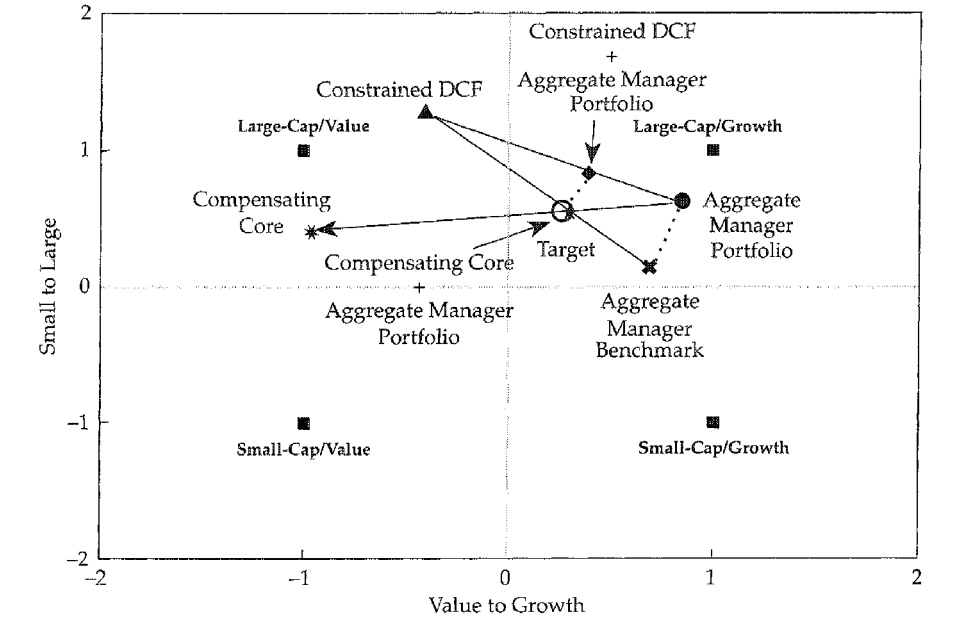 2
Constrained DCF
+
Aggregate Manager
Portfolio
Constrained DCF
Large-Cap/Value
Large-Cap/Growth
1
Compensating
Core
Aggregate
Manager
Portfolio
Target
Compensating Core
+
Aggregate Manager
Portfolio
Aggregate
Manager
Benchmark
Small to Large
0
−1
Small-Cap/Value
Small-Cap/Growth
−2
−2
−1
0
1
2
Value to Growth